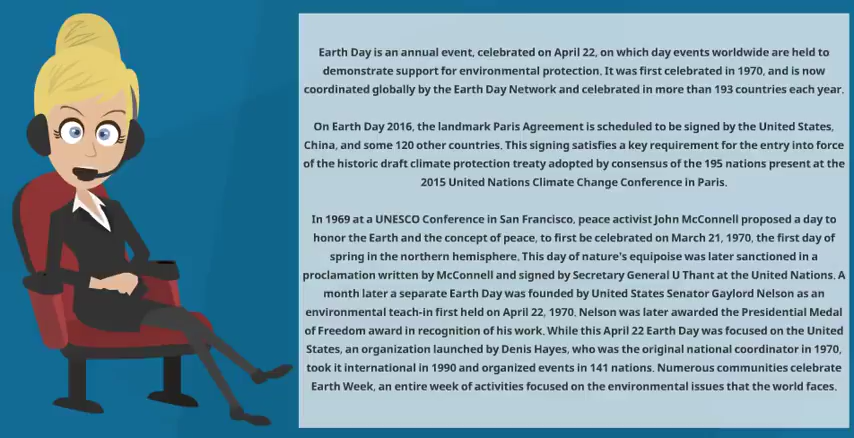 Earth Day is an annual event, celebrated on April 22, on which day events worldwide are held to
demonstrate support for environmental protection. It was first celebrated in 1970, and is now
coordinated globally by the Earth Day Network and celebrated in more than 193 countries each year.
On Earth Day 2016, the landmark Paris Agreement is scheduled to be signed by the United States,
China, and some 120 other countries. This signing satisfies a key requirement for the entry into force
of the historic draft climate protection treaty adopted by consensus of the 195 nations present at the
2015 United Nations Climate Change Conference in Paris.
In 1969 at a UNESCO Conference in San Francisco, peace activist John McConnell proposed a day to
honor the Earth and the concept of peace, to first be celebrated on March 21, 1970, the first day of
spring in the northern hemisphere. This day of nature's equipoise was later sanctioned in a
proclamation written by McConnell and signed by Secretary General U Thant at the United Nations. A
month later a separate Earth Day was founded by United States Senator Gaylord Nelson as an
environmental teach-in first held on April 22, 1970. Nelson was later awarded the Presidential Medal
of Freedom award in recognition of his work. While this April 22 Earth Day was focused on the United
States, an organization launched by Denis Hayes, who was the original national coordinator in 1970,
took it international in 1990 and organized events in 141 nations. Numerous communities celebrate
Earth Week, an entire week of activities focused on the environmental issues that the world faces.